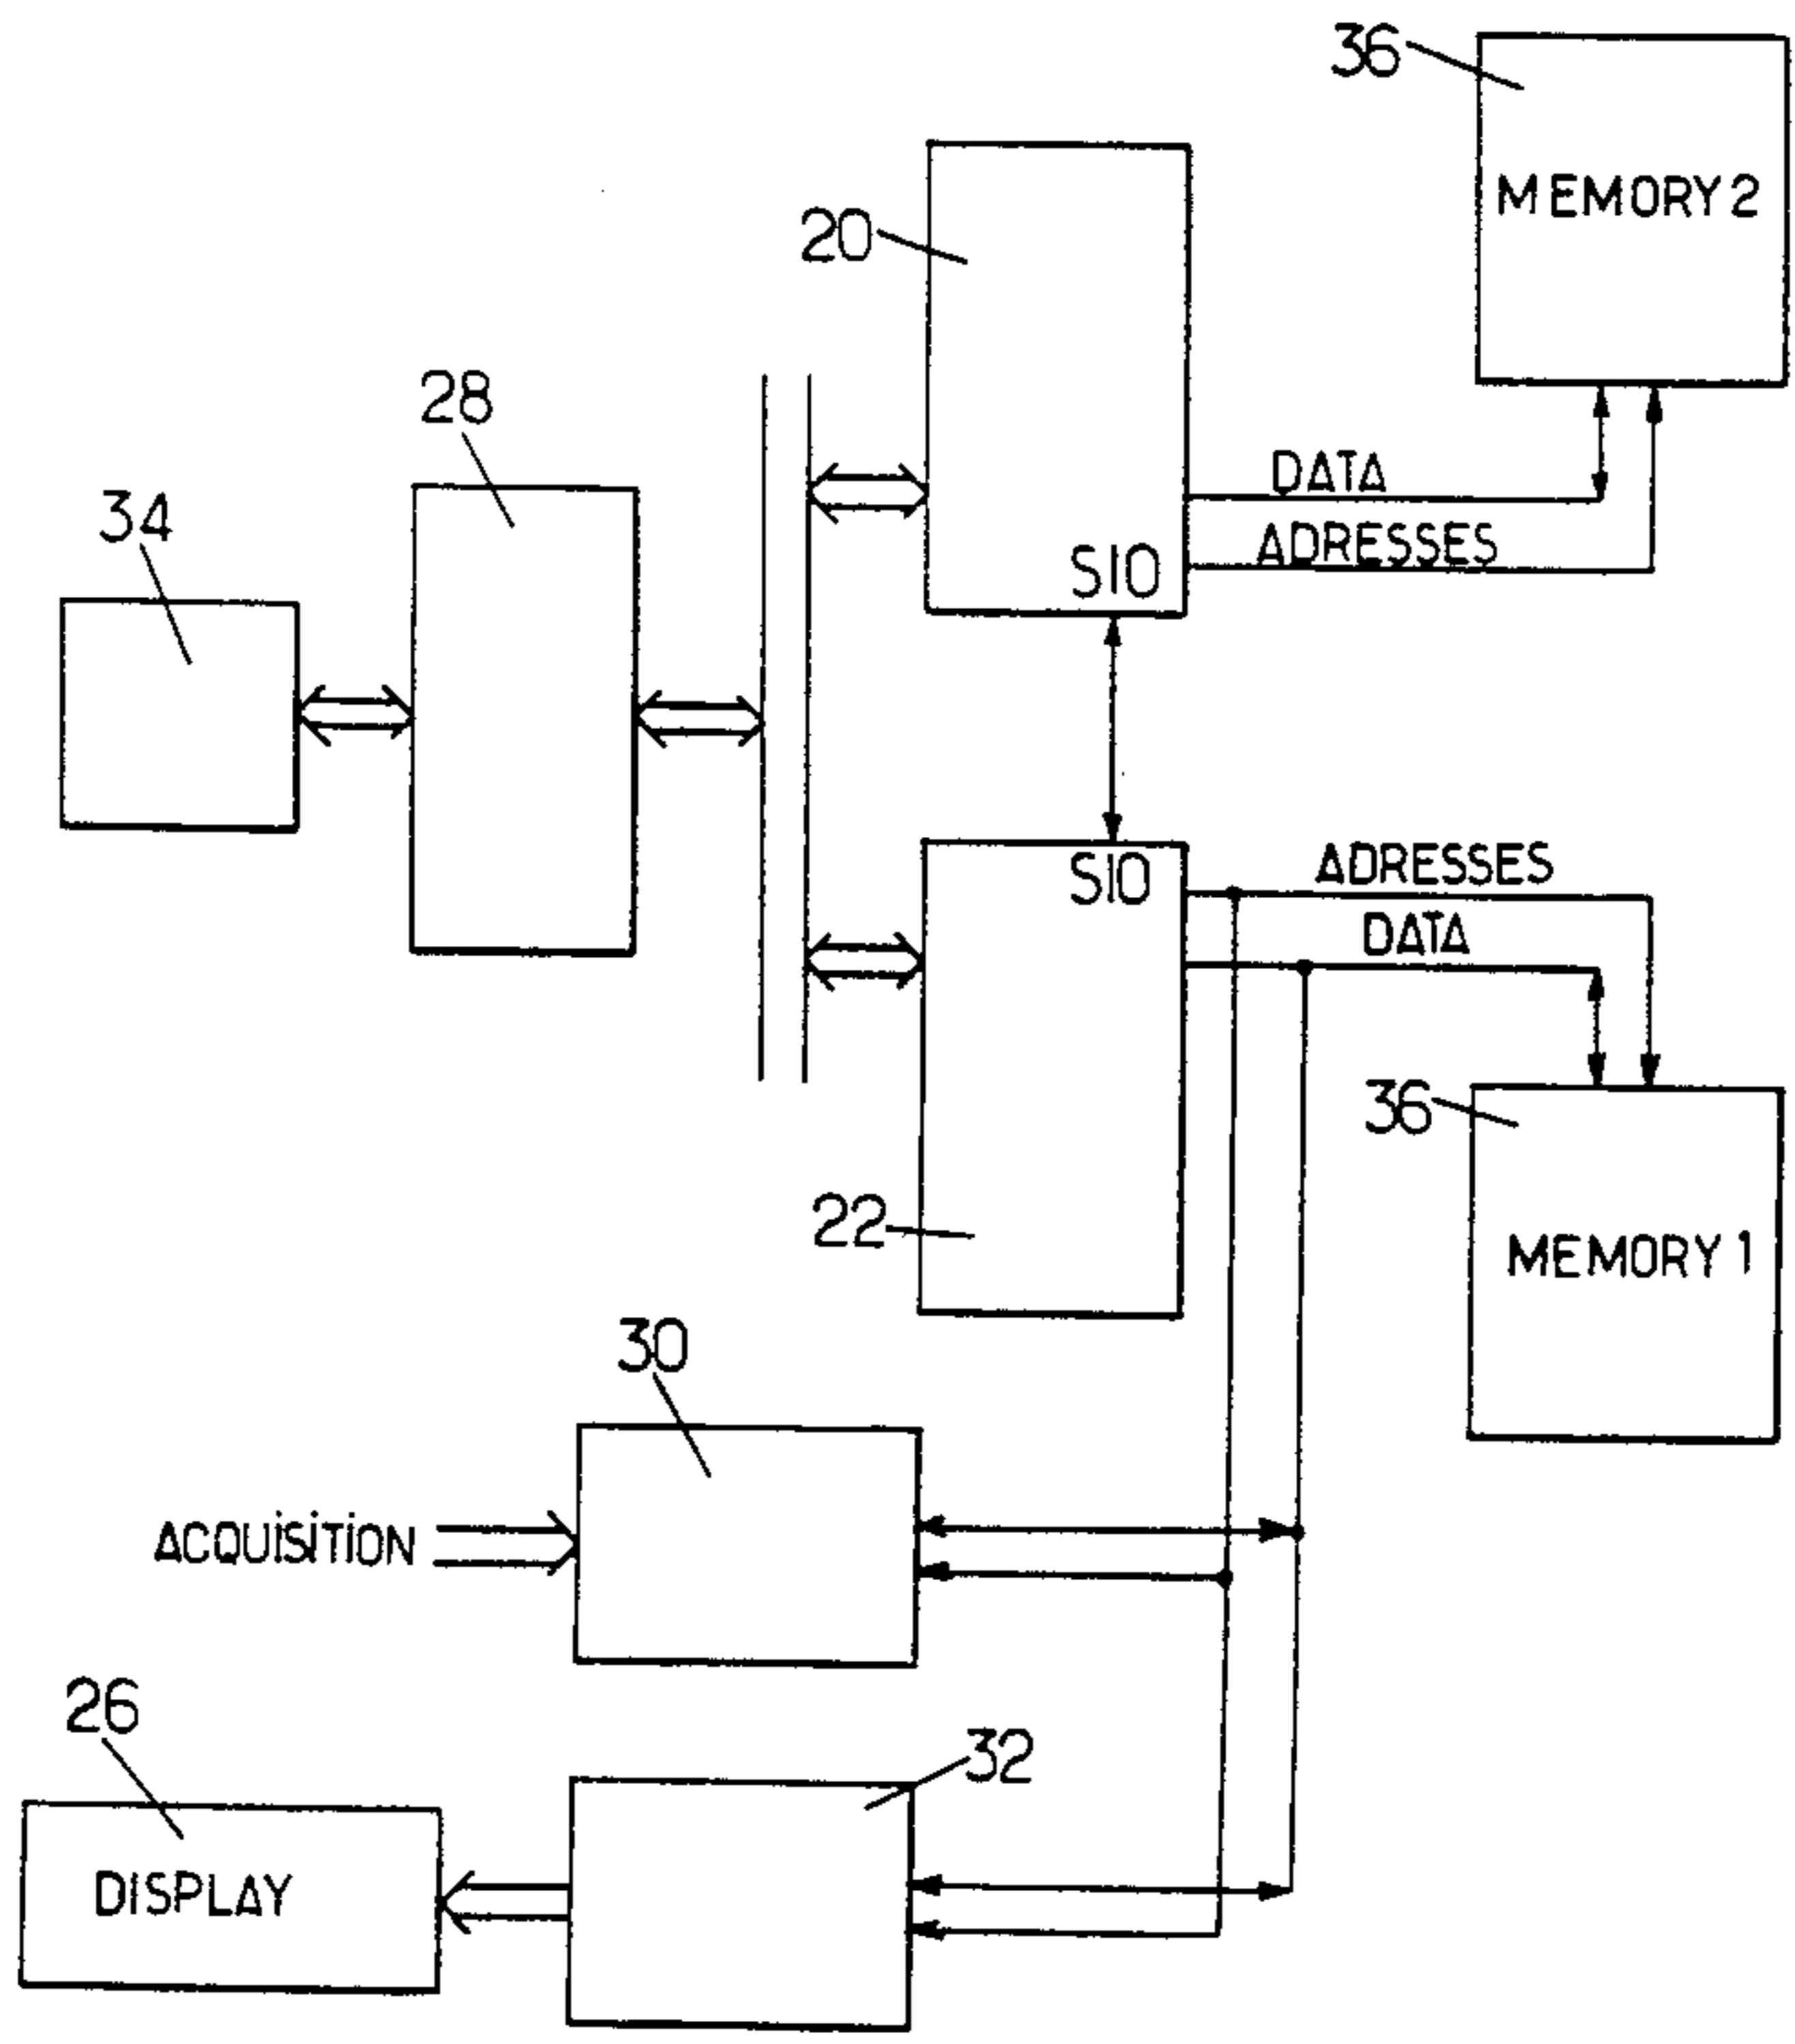 36
MEMORY 2
20
28
DATA
34
ADRESSES
SIO
SIO
ADRESSES
DATA
36
22
MEMORY 1
30
ACQUISITION
26
32
DISPLAY